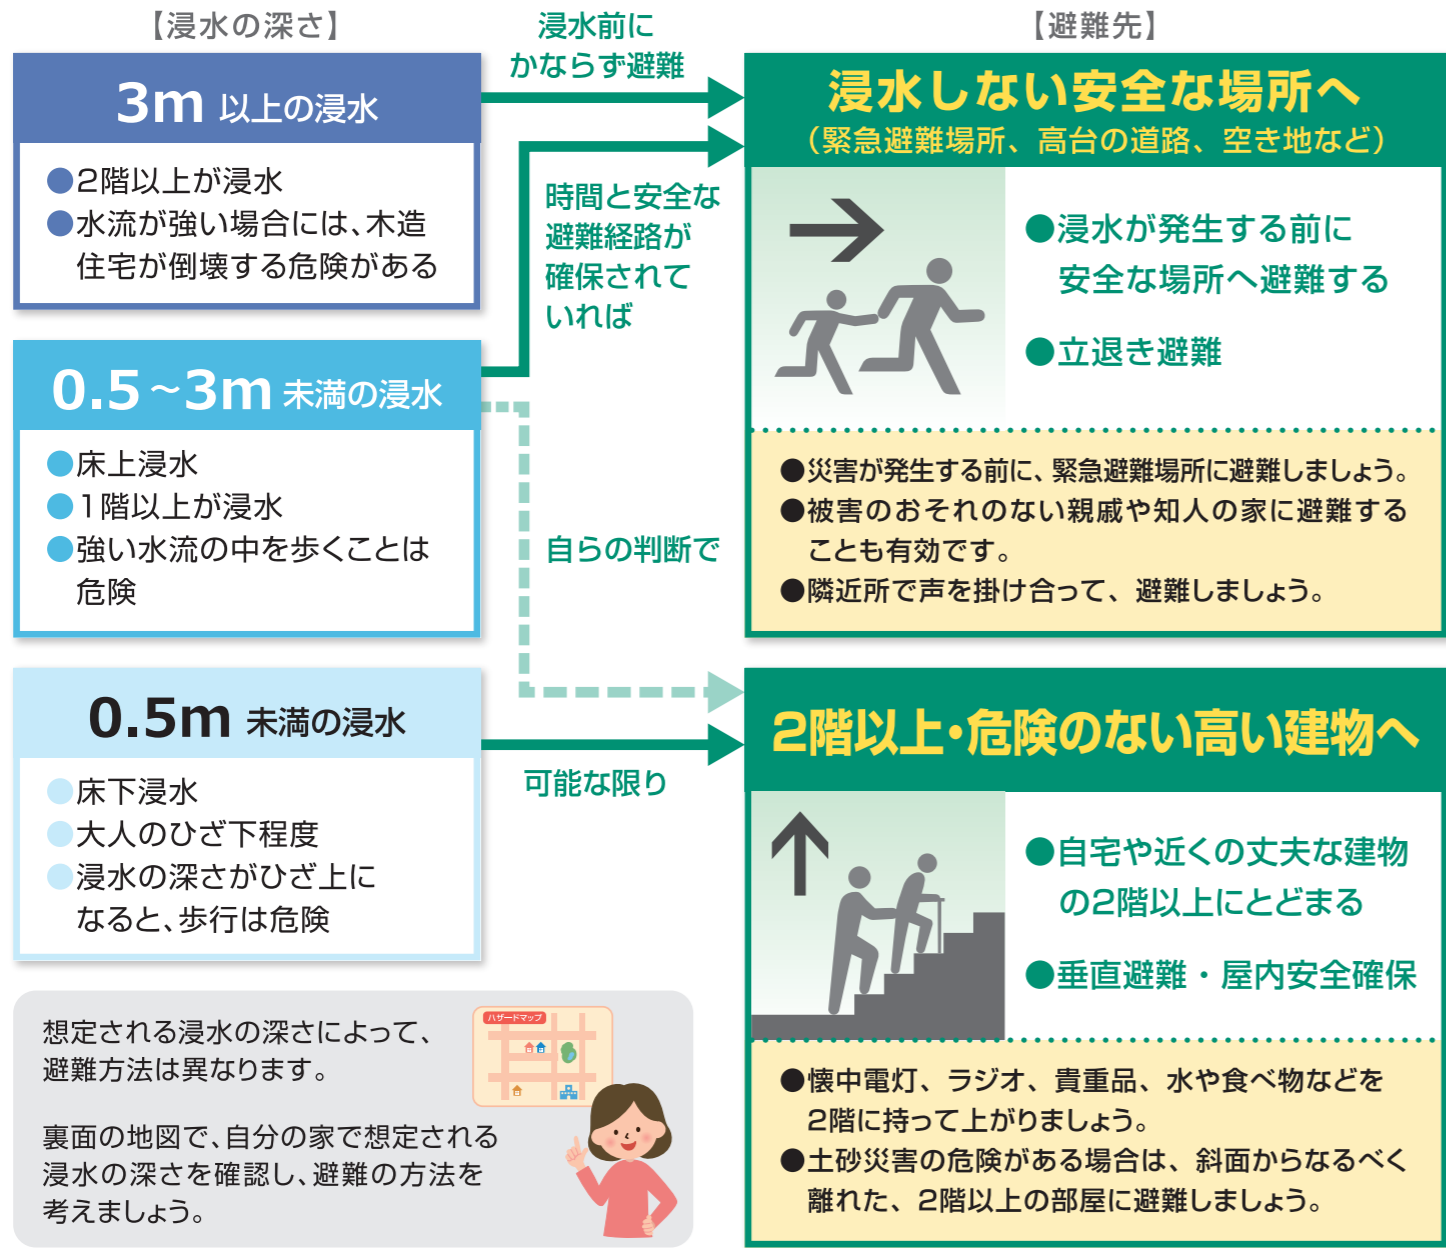 【浸水の深さ】
3m 以上の浸水
●2階以上が浸水
●水流が強い場合には、木造
住宅が倒壊する危険がある
0.5～3m 未満の浸水
●床上浸水
●1階以上が浸水
●強い水流の中を歩くことは
危険
0.5m 未満の浸水
●床下浸水
●大人のひざ下程度
●浸水の深さがひざ上に
なると、歩行は危険
浸水前に
かならず避難
時間と安全な
避難経路が
確保されて
いれば
自らの判断で
可能な限り
【避難先】
浸水しない安全な場所へ
（緊急避難場所、高台の道路、空き地など）
●浸水が発生する前に
安全な場所へ避難する
●立退き避難
●災害が発生する前に、緊急避難場所に避難しましょう。
●被害のおそれのない親戚や知人の家に避難する
ことも有効です。
●隣近所で声を掛け合って、避難しましょう。
2階以上・危険のない高い建物へ
●自宅や近くの丈夫な建物
の2階以上にとどまる
●垂直避難・屋内安全確保
●懐中電灯、ラジオ、貴重品、水や食べ物などを
2階に持って上がりましょう。
●土砂災害の危険がある場合は、斜面からなるべく
離れた、2階以上の部屋に避難しましょう。
想定される浸水の深さによって、
避難方法は異なります。
裏面の地図で、自分の家で想定される
浸水の深さを確認し、避難の方法を
考えましょう。
ハザードマップ